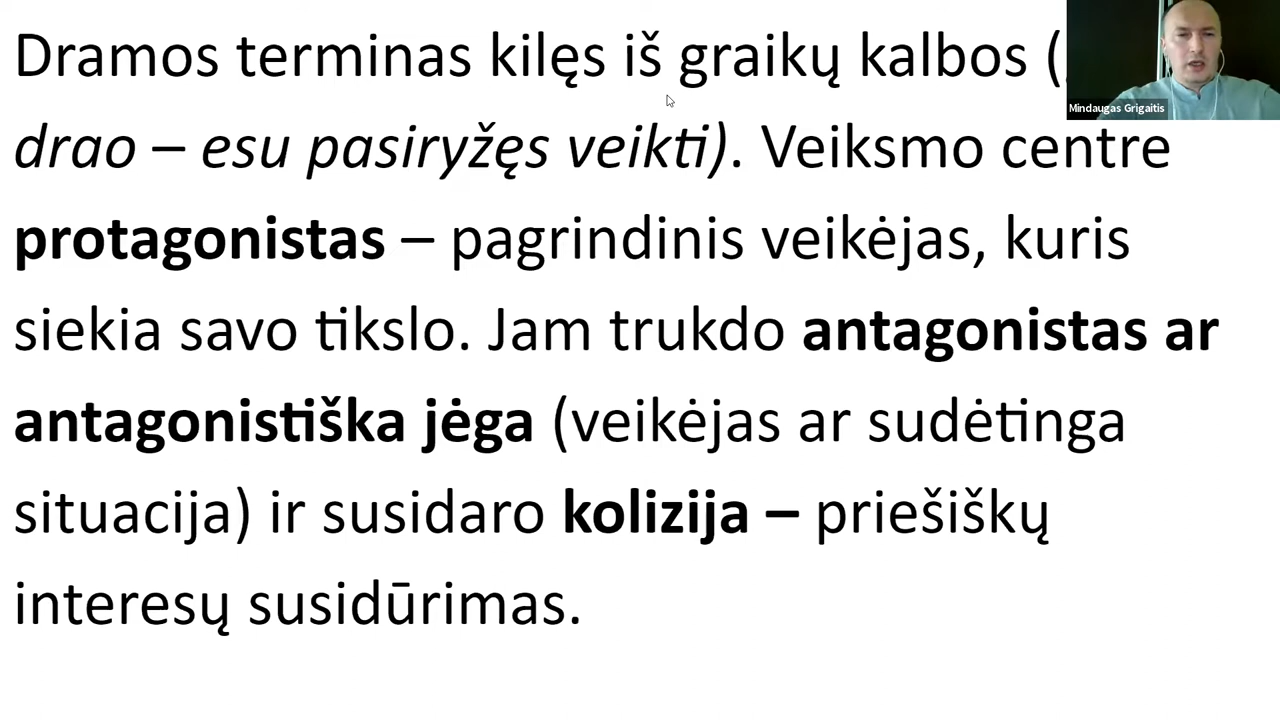 Dramos terminas kilęs iš graikų kalbos (
drao – esu pasiryžęs veikti). Veiksmo centre
protagonistas – pagrindinis veikėjas, kuris
siekia savo tikslo. Jam trukdo antagonistas ar
antagonistiška jėga (veikėjas ar sudėtinga
situacija) ir susidaro kolizija – priešiškų
interesų susidūrimas.
Mindaugas Grigaitis